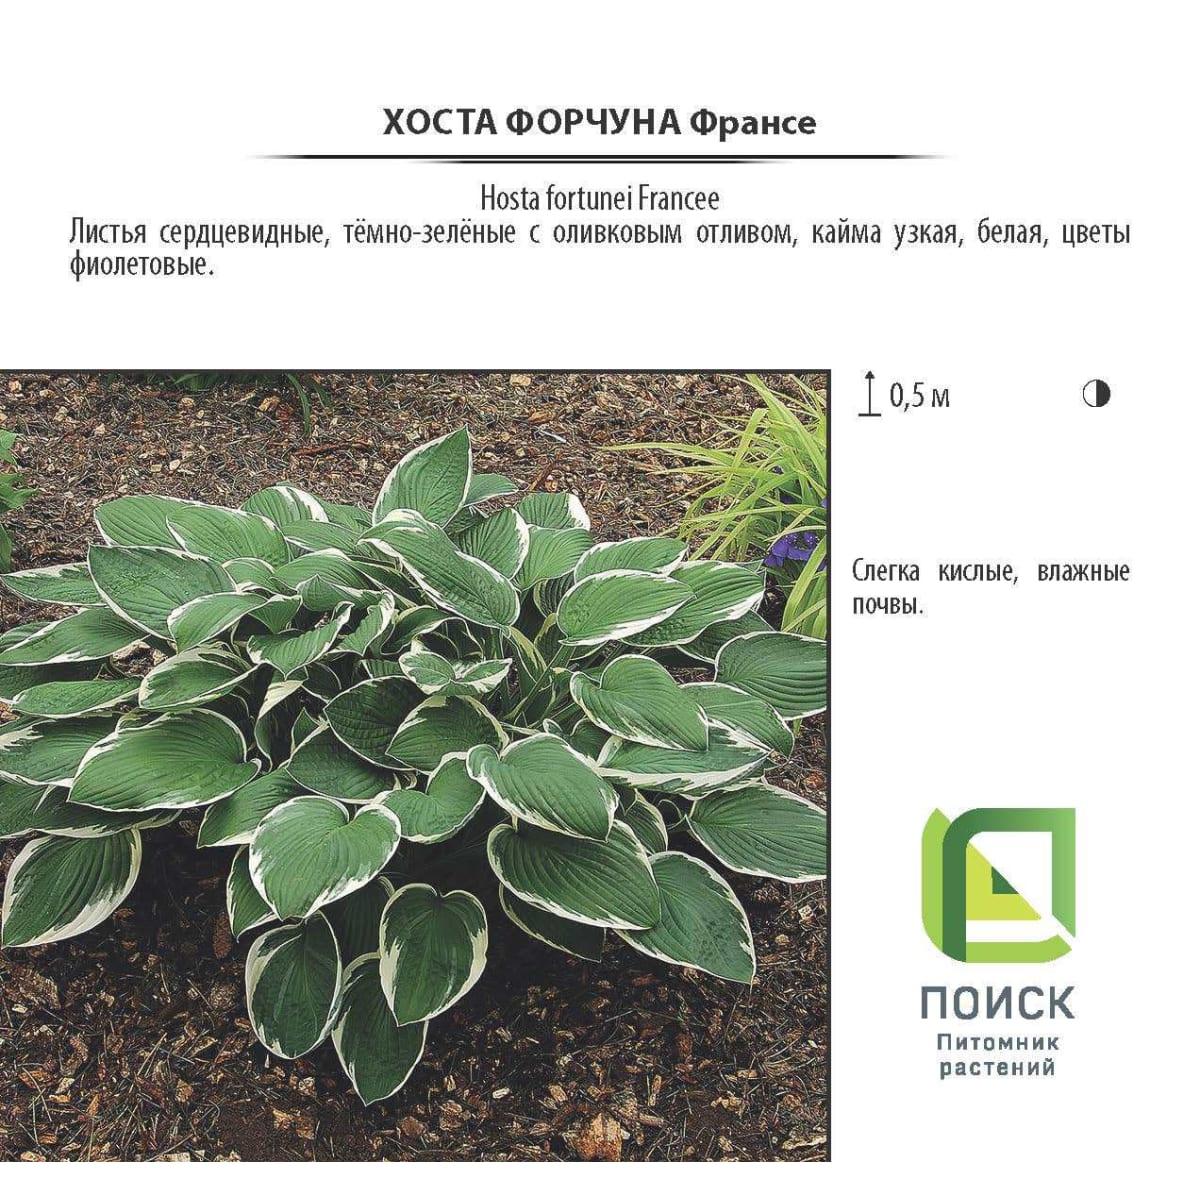 ХОСТА ФОРЧУНА Франсе
Hosta fortunei Francee
Листья сердцевидные, тёмно-зелёные с оливковым отливом, кайма узкая, белая, цветы
фиолетовые.
0,5 м
Слегка кислые, влажные
почвы.
ПОИСК
Питомник
растений